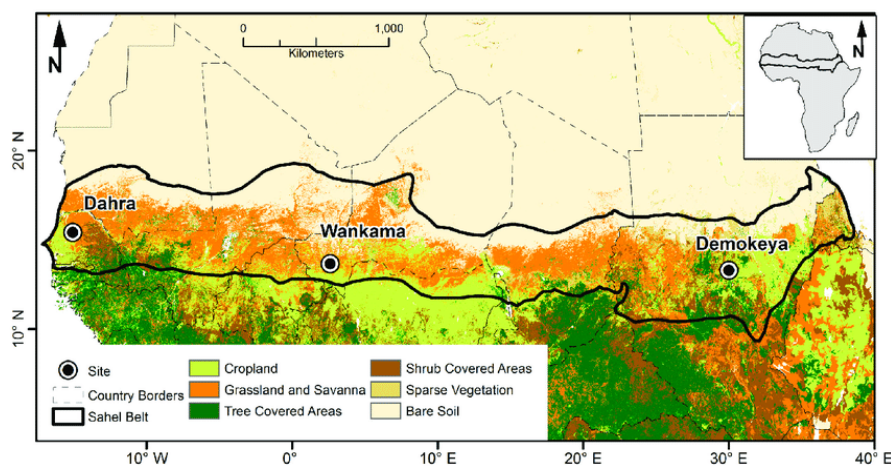 N
0 1,000
Kilometers
N
20° N
10° N
Dahra
Wankama
Demokeya
Site
Country Borders
Sahel Belt
Cropland
Grassland and Savanna
Tree Covered Areas
Shrub Covered Areas
Sparse Vegetation
Bare Soil
10° W 0° 10° E 20° E 30° E 40° E